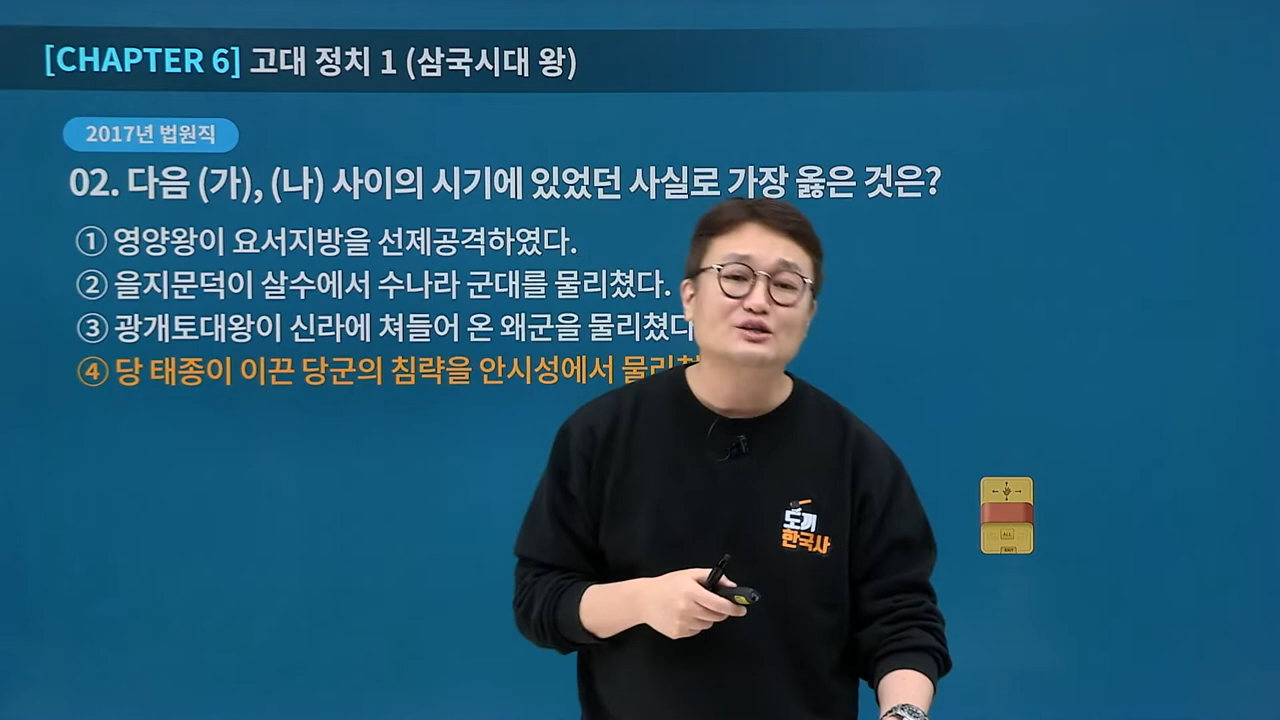 [CHAPTER 6] 고대 정치 1 (삼국시대 왕)
2017년 법원직
02. 다음 (가), (나) 사이의 시기에 있었던 사실로 가장 옳은 것은?
① 영양왕이 요서지방을 선제공격하였다.
② 을지문덕이 살수에서 수나라 군대를 물리쳤다.
③ 광개토대왕이 신라에 쳐들어 온 왜군을 물리쳤다
④ 당 태종이 이끈 당군의 침략을 안시성에서
도끼
한국사
ALL